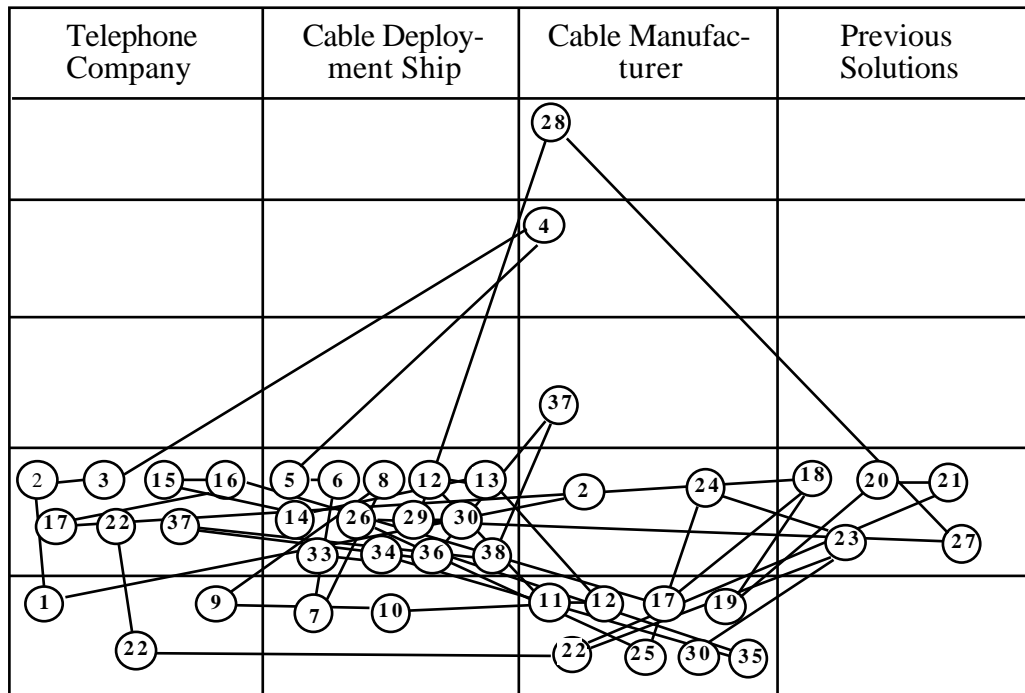 Telephone Company
Cable Deploy-
ment Ship
Cable Manufac-
turer
Previous
Solutions
28
4
37
2 3 15 16 5 6 8 12 13 2 24 18 20 21
17 22 37 14 26 29 30 23 27
33 34 36 38
1 9 7 10 11 12 17 19
22 22 25 30 35